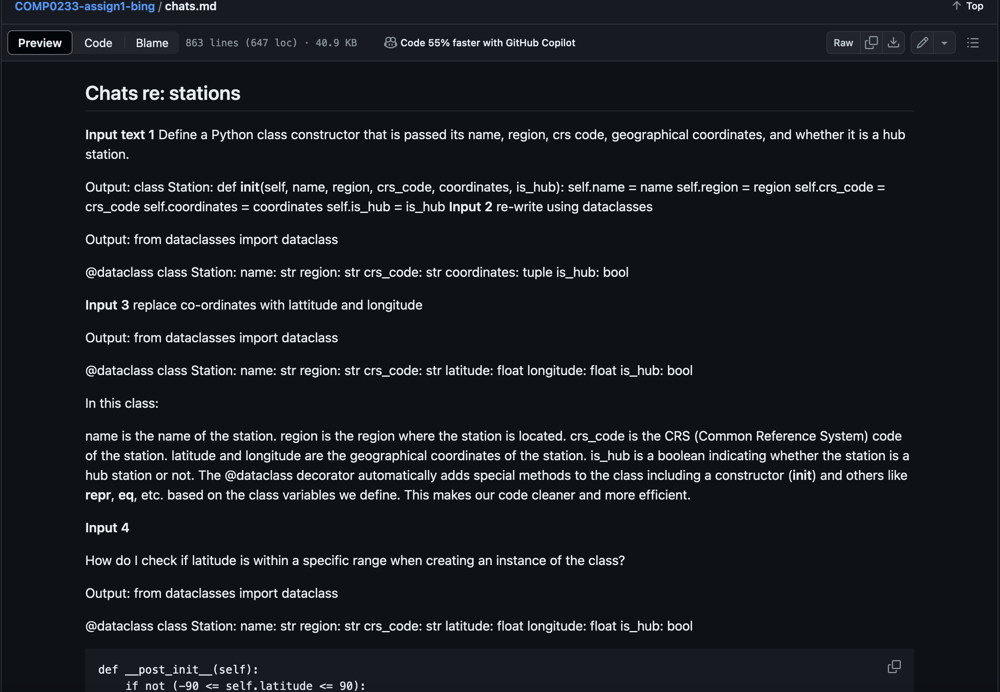 COMP0233-assign1-bing / chats.md
Top
Preview Code Blame 863 lines (647 loc) · 40.9 KB Code 55% faster with GitHub Copilot Raw
Chats re: stations
Input text 1 Define a Python class constructor that is passed its name, region, crs code, geographical coordinates, and whether it is a hub
station.
Output: class Station: def init(self, name, region, crs_code, coordinates, is_hub): self.name = name self.region = region self.crs_code =
crs_code self.coordinates = coordinates self.is_hub = is_hub Input 2 re-write using dataclasses
Output: from dataclasses import dataclass
@dataclass class Station: name: str region: str crs_code: str coordinates: tuple is_hub: bool
Input 3 replace co-ordinates with lattitude and longitude
Output: from dataclasses import dataclass
@dataclass class Station: name: str region: str crs_code: str latitude: float longitude: float is_hub: bool
In this class:
name is the name of the station. region is the region where the station is located. crs_code is the CRS (Common Reference System) code
of the station. latitude and longitude are the geographical coordinates of the station. is_hub is a boolean indicating whether the station is a
hub station or not. The @dataclass decorator automatically adds special methods to the class including a constructor (init) and others like
repr, eq, etc. based on the class variables we define. This makes our code cleaner and more efficient.
Input 4
How do I check if latitude is within a specific range when creating an instance of the class?
Output: from dataclasses import dataclass
@dataclass class Station: name: str region: str crs_code: str latitude: float longitude: float is_hub: bool
def __post_init__(self):
if not (-90 <= self.latitude <= 90):